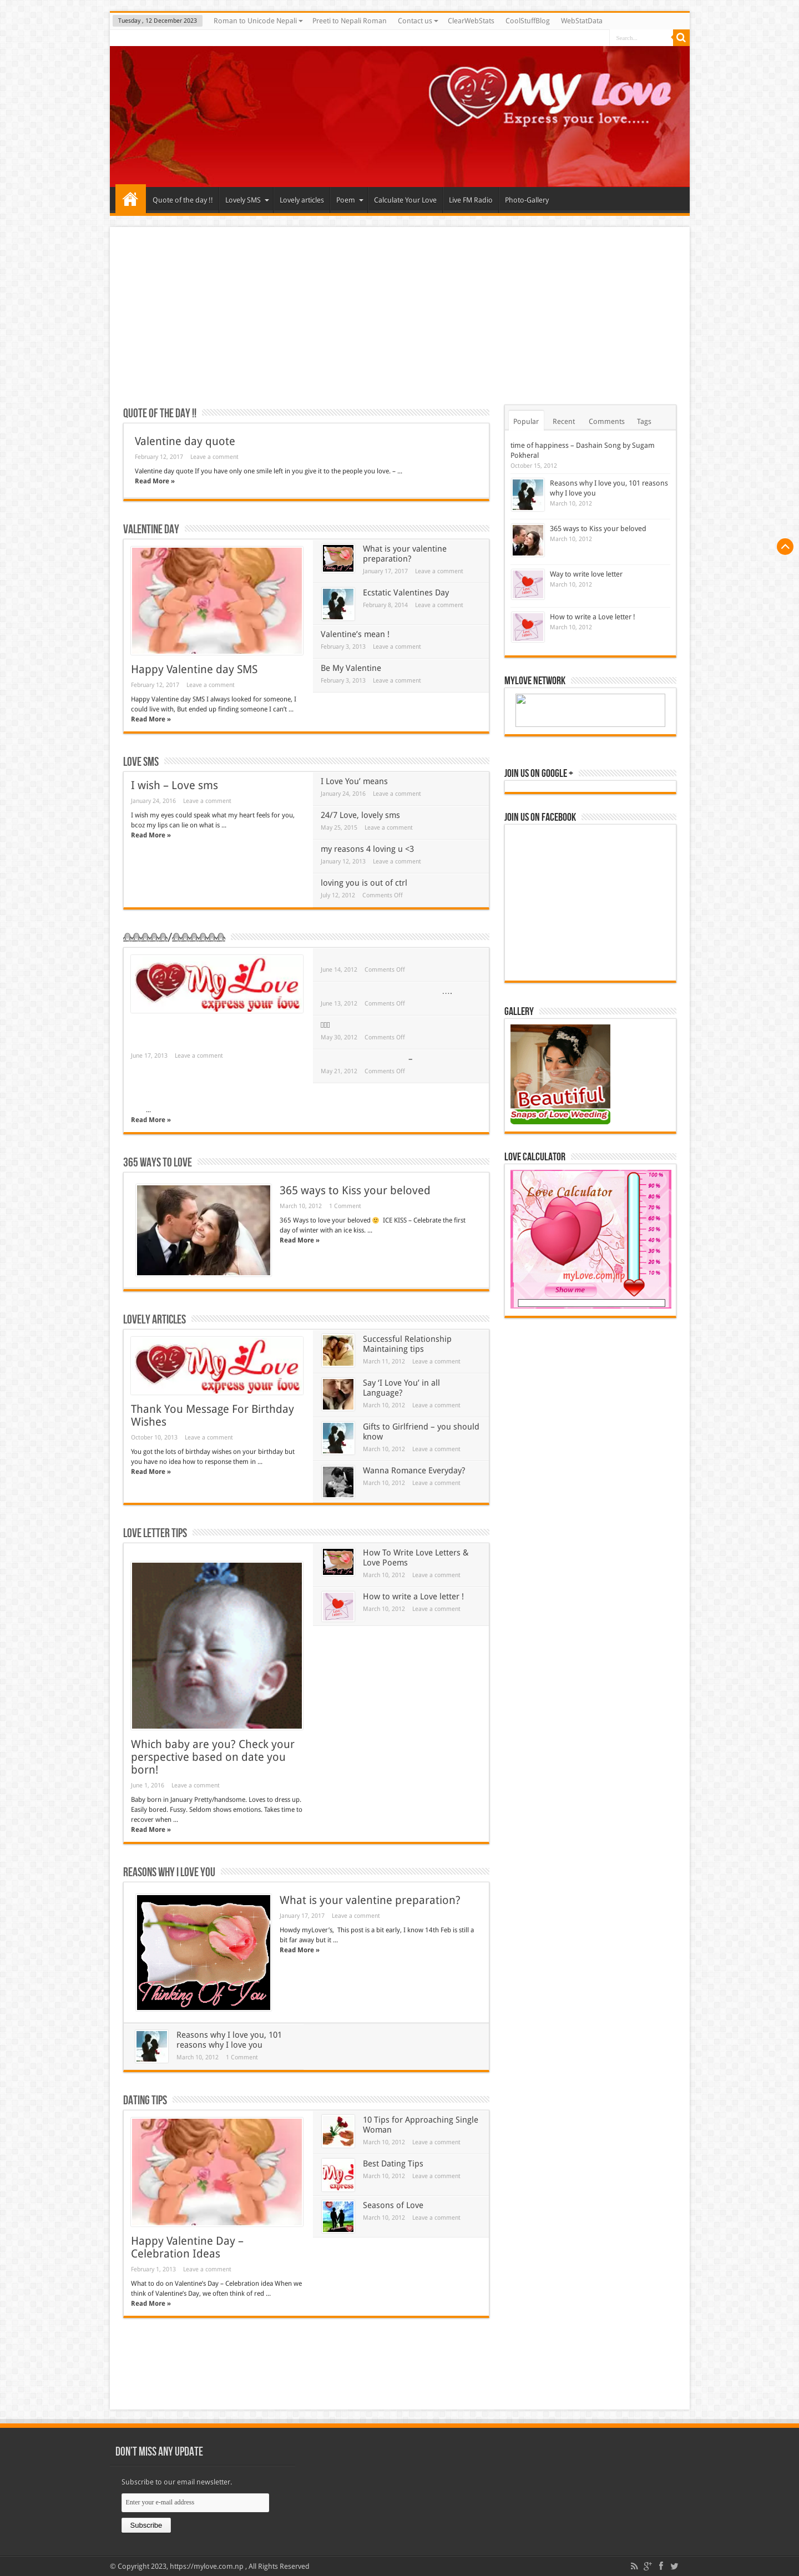 Tuesday , 12 December 2023
Roman to Unicode Nepali
Preeti to Nepali Roman
Contact us
ClearWebStats
CoolStuffBlog
WebStatData
Search...
My Love
Express your love.....
Quote of the day !!
Lovely SMS
Lovely articles
Poem
Calculate Your Love
Live FM Radio
Photo-Gallery
QUOTE OF THE DAY !!
Valentine day quote
February 12, 2017 Leave a comment
Valentine day quote If you have only one smile left in you give it to the people you love. – ...
Read More »
VALENTINE DAY
Happy Valentine day SMS
February 12, 2017 Leave a comment
Happy Valentine day SMS I always looked for someone, I
could live with, But ended up finding someone I can't ...
Read More »
What is your valentine
preparation?
January 17, 2017 Leave a comment
Ecstatic Valentines Day
February 8, 2014 Leave a comment
Valentine's mean !
February 3, 2013 Leave a comment
Be My Valentine
February 3, 2013 Leave a comment
LOVE SMS
I wish – Love sms
January 24, 2016 Leave a comment
I wish my eyes could speak what my heart feels for you,
bcoz my lips can lie on what is ...
Read More »
I Love You' means
January 24, 2016 Leave a comment
24/7 Love, lovely sms
May 25, 2015 Leave a comment
my reasons 4 loving u <3
January 12, 2013 Leave a comment
loving you is out of ctrl
July 12, 2012 Comments Off
My Love
express your love
June 17, 2013 Leave a comment
...
Read More »
June 14, 2012 Comments Off
....
June 13, 2012 Comments Off
May 30, 2012 Comments Off
–
May 21, 2012 Comments Off
365 WAYS TO LOVE
365 ways to Kiss your beloved
March 10, 2012 1 Comment
365 Ways to love your beloved 🙂 ICE KISS – Celebrate the first
day of winter with an ice kiss. ...
Read More »
LOVELY ARTICLES
My Love
express your love
Thank You Message For Birthday
Wishes
October 10, 2013 Leave a comment
You got the lots of birthday wishes on your birthday but
you have no idea how to response them in ...
Read More »
Successful Relationship
Maintaining tips
March 11, 2012 Leave a comment
Say 'I Love You' in all
Language?
March 10, 2012 Leave a comment
Gifts to Girlfriend – you should
know
March 10, 2012 Leave a comment
Wanna Romance Everyday?
March 10, 2012 Leave a comment
LOVE LETTER TIPS
Which baby are you? Check your
perspective based on date you
born!
June 1, 2016 Leave a comment
Baby born in January Pretty/handsome. Loves to dress up.
Easily bored. Fussy. Seldom shows emotions. Takes time to
recover when ...
Read More »
How To Write Love Letters &
Love Poems
March 10, 2012 Leave a comment
How to write a Love letter !
March 10, 2012 Leave a comment
REASONS WHY I LOVE YOU
Thinking Of You
What is your valentine preparation?
January 17, 2017 Leave a comment
Howdy myLover's, This post is a bit early, I know 14th Feb is still a
bit far away but it ...
Read More »
Reasons why I love you, 101
reasons why I love you
March 10, 2012 1 Comment
DATING TIPS
Happy Valentine Day –
Celebration Ideas
February 1, 2013 Leave a comment
What to do on Valentine's Day – Celebration idea When we
think of Valentine's Day, we often think of red ...
Read More »
10 Tips for Approaching Single
Woman
March 10, 2012 Leave a comment
Best Dating Tips
March 10, 2012 Leave a comment
Seasons of Love
March 10, 2012 Leave a comment
Popular
Recent
Comments
Tags
time of happiness – Dashain Song by Sugam
Pokheral
October 15, 2012
Reasons why I love you, 101 reasons
why I love you
March 10, 2012
365 ways to Kiss your beloved
March 10, 2012
Way to write love letter
March 10, 2012
How to write a Love letter !
March 10, 2012
MYLOVE NETWORK
JOIN US ON GOOGLE +
JOIN US ON FACEBOOK
GALLERY
Beautiful
Snaps of Love Weeding
LOVE CALCULATOR
Love Calculator
100 %
90 %
80 %
70 %
60 %
50 %
40 %
30 %
20 %
10 %
myLove.com.np
Show me
DON'T MISS ANY UPDATE
Subscribe to our email newsletter.
Enter your e-mail address
Subscribe
© Copyright 2023, https://mylove.com.np , All Rights Reserved